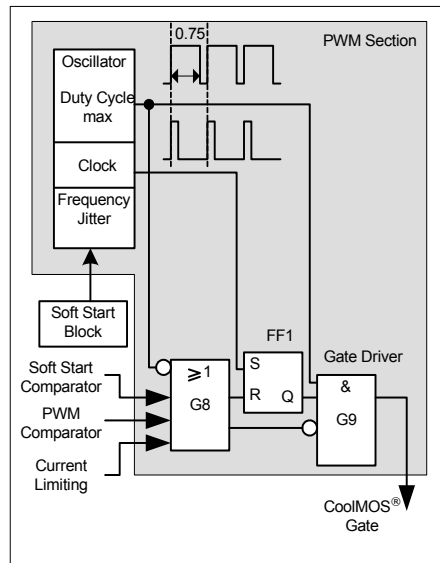 0.75
PWM Section
Oscillator
Duty Cycle
max
Clock
Frequency
Jitter
Soft Start
Block
FF1
Soft Start
Comparator
PWM
Comparator
Current
Limiting
≥1
G8
S
R
Q
Gate Driver
&
G9
CoolMOS®
Gate